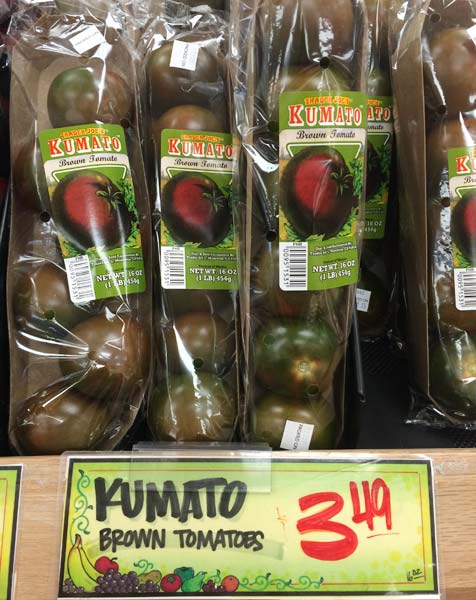 TRADER JOE'S
KUMATO
Brown Tomato
NET WT. 16 OZ
(1 LB) 454g
TRADER JOE'S
KUMATO
Brown Tomato
NET WT. 16 OZ
(1 LB) 454g
TRADER JOE'S
KUMATO
Brown Tomato
NET WT. 16 OZ
(1 LB) 454g
KUMATO
BROWN TOMATOES
3.49